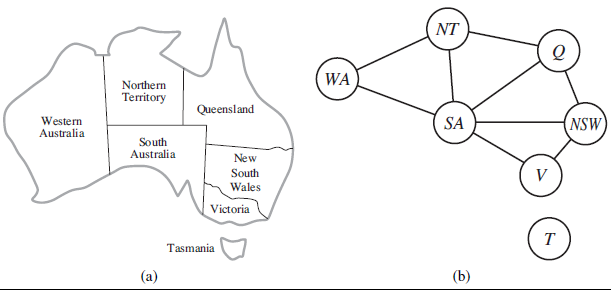 Northern
Territory
Western
Australia
Queensland
South
Australia
New
South
Wales
Victoria
Tasmania
(a)
NT
Q
WA
SA
NSW
V
T
(b)